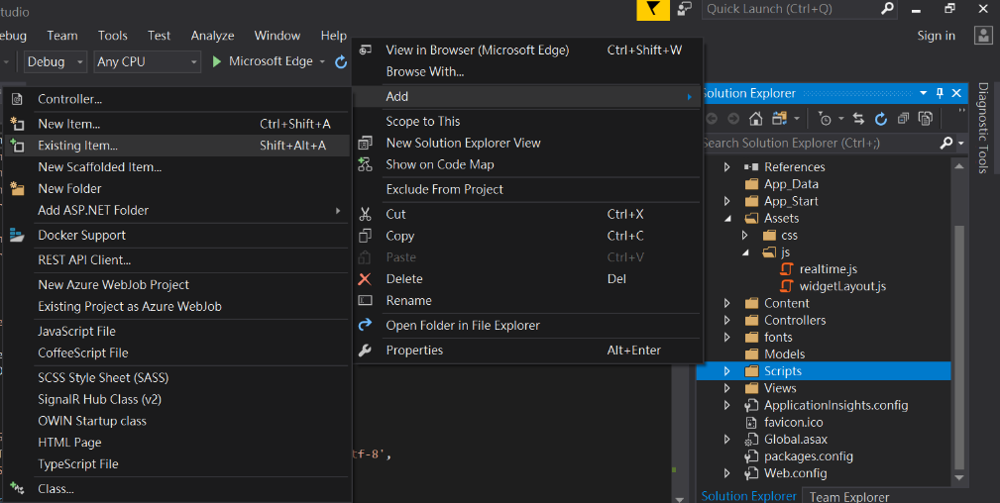 tudio
Quick Launch (Ctrl+Q)
ebug Team Tools Test Analyze Window Help
Sign in
Debug Any CPU Microsoft Edge
Controller...
New Item... Ctrl+Shift+A
Existing Item... Shift+Alt+A
New Scaffolded Item...
New Folder
Add ASP.NET Folder
Docker Support
REST API Client...
New Azure WebJob Project
Existing Project as Azure WebJob
JavaScript File
CoffeeScript File
SCSS Style Sheet (SASS)
SignalR Hub Class (v2)
OWIN Startup class
HTML Page
TypeScript File
Class...
View in Browser (Microsoft Edge) Ctrl+Shift+W
Browse With...
Add
Scope to This
New Solution Explorer View
Show on Code Map
Exclude From Project
Cut Ctrl+X
Copy Ctrl+C
Paste Ctrl+V
Delete Del
Rename
Open Folder in File Explorer
Properties Alt+Enter
tf-8',
olution Explorer
earch Solution Explorer (Ctrl+;)
References
App_Data
App_Start
Assets
css
js
realtime.js
widgetLayout.js
Content
Controllers
fonts
Models
Scripts
Views
ApplicationInsights.config
favicon.ico
Global.asax
packages.config
Web.config
Solution Explorer Team Explorer
Diagnostic Tools